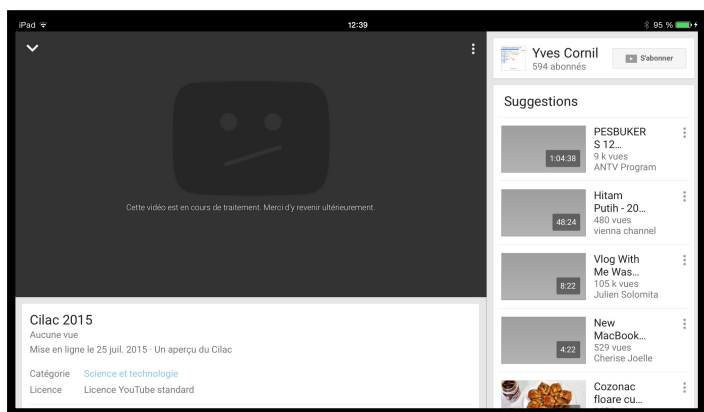 iPad
12:39
95 %
Cette vidéo est en cours de traitement. Merci d'y revenir ultérieurement.
Cilac 2015
Aucune vue
Mise en ligne le 25 juil. 2015 · Un aperçu du Cilac
Catégorie Science et technologie
Licence Licence YouTube standard
Yves Cornil
594 abonnés
S'abonner
Suggestions
1:04:38
PESBUKER
S 12...
9 k vues
ANTV Program
48:24
Hitam
Putih - 20...
480 vues
vienna channel
8:22
Vlog With
Me Was...
105 k vues
Julien Solomita
4:22
New
MacBook...
529 vues
Cherise Joelle
Cozonac
floare cu...